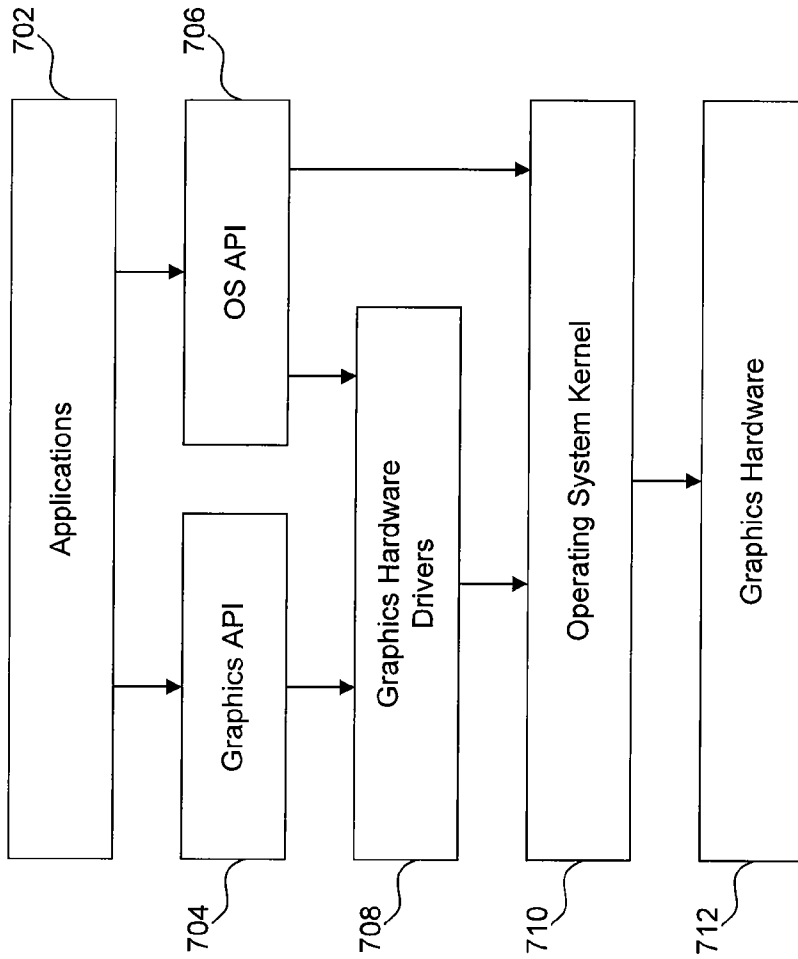 702
Applications
706
OS API
Graphics API
704
Graphics Hardware
Drivers
708
Operating System Kernel
710
Graphics Hardware
712